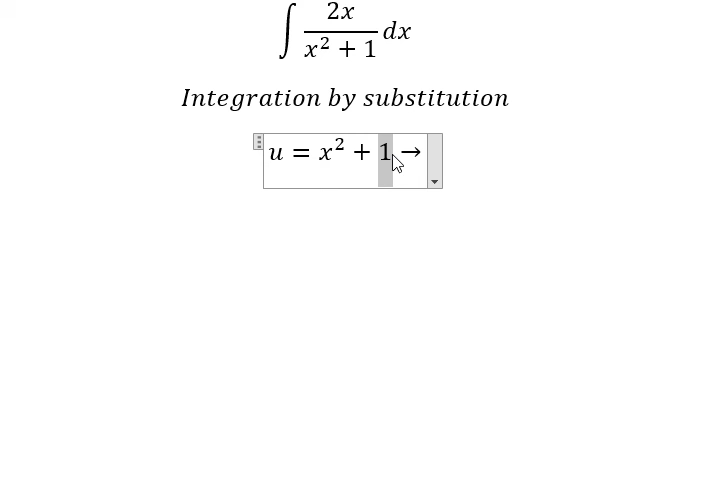 ∫ 2x / (x² + 1) dx
Integration by substitution
u = x² + 1 →